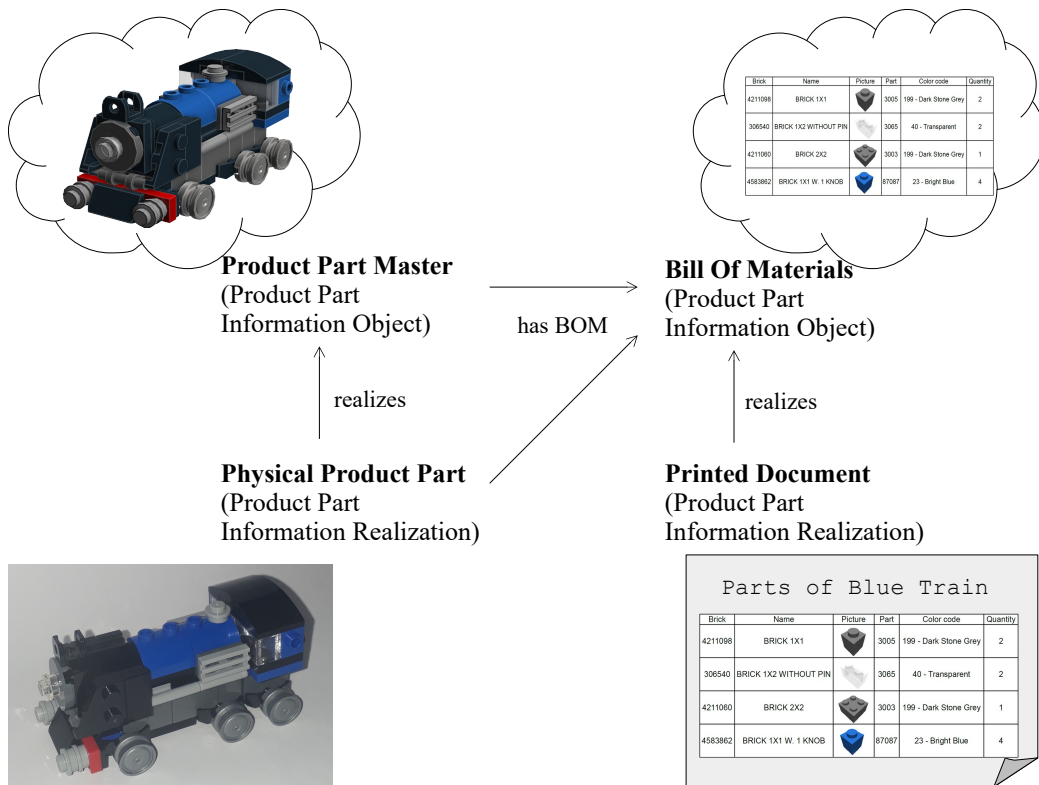 Brick Name Picture Part Color code Quantity
4211098 BRICK 1X1 3005 199 - Dark Stone Grey 2
306540 BRICK 1X2 WITHOUT PIN 3065 40 - Transparent 2
4211060 BRICK 2X2 3003 199 - Dark Stone Grey 1
4583862 BRICK 1X1 W. 1 KNOB 87087 23 - Bright Blue 4
Product Part Master
(Product Part
Information Object)
has BOM
Bill Of Materials
(Product Part
Information Object)
realizes
realizes
Physical Product Part
(Product Part
Information Realization)
Printed Document
(Product Part
Information Realization)
Parts of Blue Train
Brick Name Picture Part Color code Quantity
4211098 BRICK 1X1 3005 199 - Dark Stone Grey 2
306540 BRICK 1X2 WITHOUT PIN 3065 40 - Transparent 2
4211060 BRICK 2X2 3003 199 - Dark Stone Grey 1
4583862 BRICK 1X1 W. 1 KNOB 87087 23 - Bright Blue 4